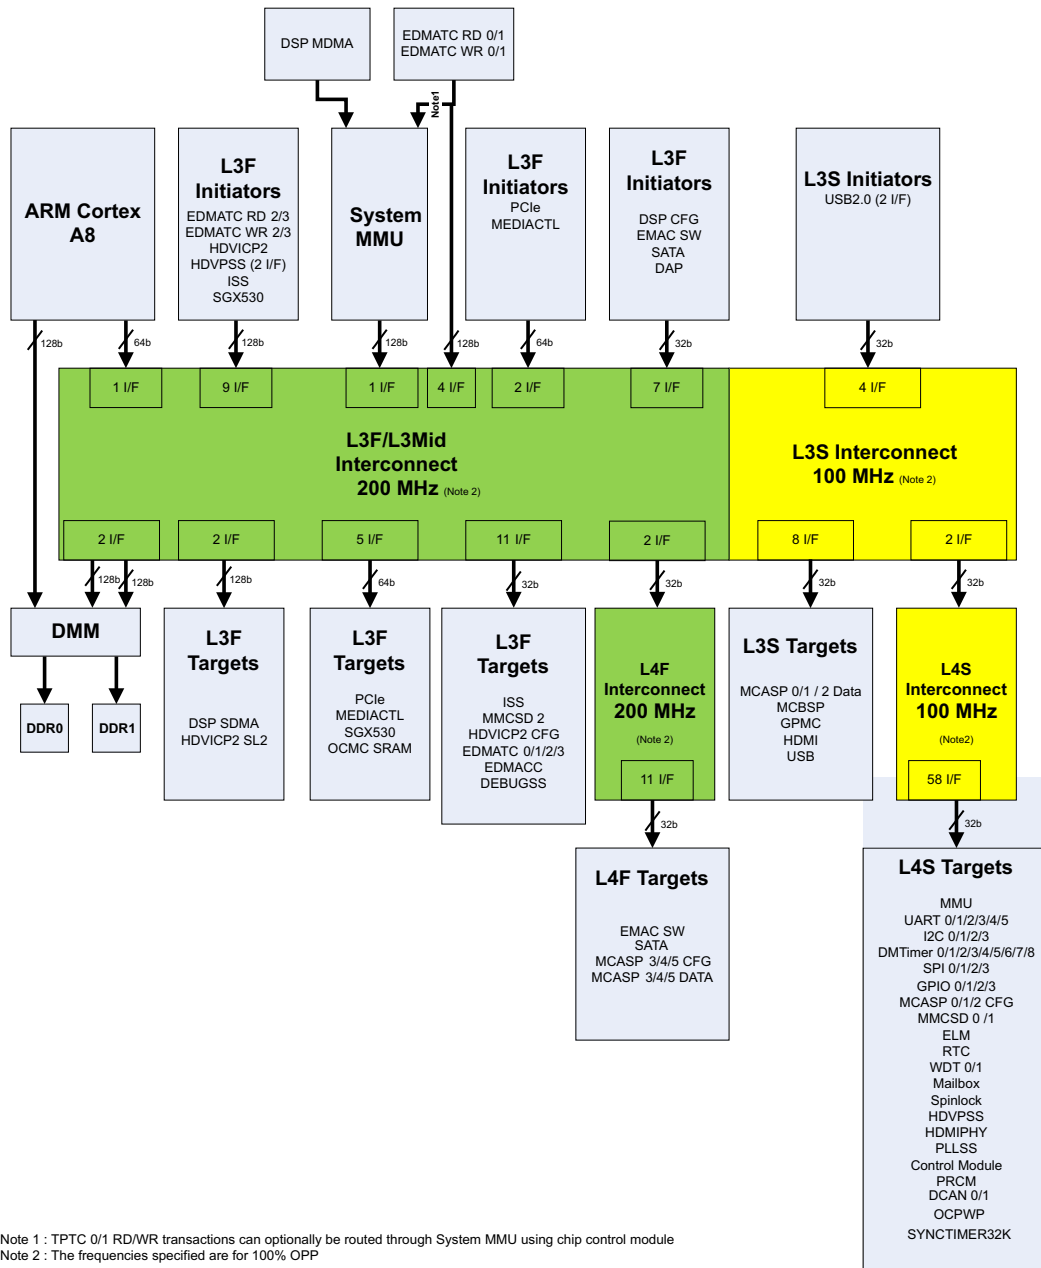 DSP MDMA
EDMATC RD 0/1
EDMATC WR 0/1
Note1
ARM Cortex
A8
L3F
Initiators
EDMATC RD 2/3
EDMATC WR 2/3
HDVICP2
HDVPSS (2 I/F)
ISS
SGX530
System
MMU
L3F
Initiators
PCIe
MEDIACTL
L3F
Initiators
DSP CFG
EMAC SW
SATA
DAP
L3S Initiators
USB2.0 (2 I/F)
128b
64b
128b
128b
128b
64b
32b
32b
1 I/F
9 I/F
1 I/F
4 I/F
2 I/F
7 I/F
4 I/F
L3F/L3Mid
Interconnect
200 MHz (Note 2)
L3S Interconnect
100 MHz (Note 2)
2 I/F
2 I/F
5 I/F
11 I/F
2 I/F
8 I/F
2 I/F
128b
128b
128b
64b
32b
32b
32b
32b
DMM
DDR0
DDR1
L3F
Targets
DSP SDMA
HDVICP2 SL2
L3F
Targets
PCIe
MEDIACTL
SGX530
OCMC SRAM
L3F
Targets
ISS
MMCSD 2
HDVICP2 CFG
EDMATC 0/1/2/3
EDMACC
DEBUGSS
L4F
Interconnect
200 MHz
(Note 2)
11 I/F
L3S Targets
MCASP 0/1 / 2 Data
MCBSP
GPMC
HDMI
USB
L4S
Interconnect
100 MHz
(Note2)
58 I/F
32b
32b
L4F Targets
EMAC SW
SATA
MCASP 3/4/5 CFG
MCASP 3/4/5 DATA
L4S Targets
MMU
UART 0/1/2/3/4/5
I2C 0/1/2/3
DMTimer 0/1/2/3/4/5/6/7/8
SPI 0/1/2/3
GPIO 0/1/2/3
MCASP 0/1/2 CFG
MMCSD 0 /1
ELM
RTC
WDT 0/1
Mailbox
Spinlock
HDVPSS
HDMIPHY
PLLSS
Control Module
PRCM
DCAN 0/1
OCPWP
SYNCTIMER32K
Note 1 : TPTC 0/1 RD/WR transactions can optionally be routed through System MMU using chip control module
Note 2 : The frequencies specified are for 100% OPP